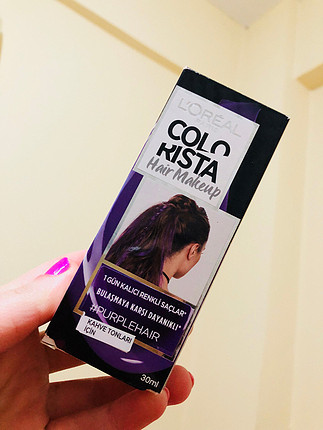 L'ORÉAL
COLO
RISTA
Hair Makeup
1 GÜN KALICI RENKLİ SAÇLAR*
BULAŞMAYA KARŞI DAYANIKLI*
#PURPLEHAIR
KAHVE TONLARI
İÇİN
30ml